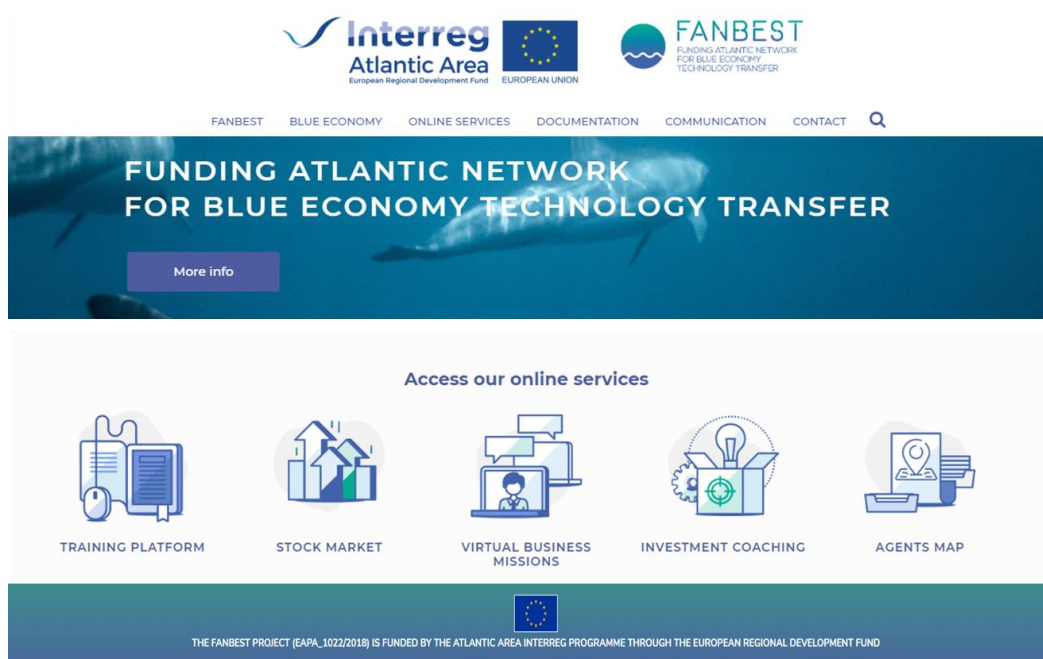 Interreg
Atlantic Area
European Regional Development Fund
EUROPEAN UNION
FANBEST
FUNDING ATLANTIC NETWORK
FOR BLUE ECONOMY
TECHNOLOGY TRANSFER
FANBEST BLUE ECONOMY ONLINE SERVICES DOCUMENTATION COMMUNICATION CONTACT
FUNDING ATLANTIC NETWORK
FOR BLUE ECONOMY TECHNOLOGY TRANSFER
More info
Access our online services
TRAINING PLATFORM
STOCK MARKET
VIRTUAL BUSINESS
MISSIONS
INVESTMENT COACHING
AGENTS MAP
THE FANBEST PROJECT (EAPA_1022/2018) IS FUNDED BY THE ATLANTIC AREA INTERREG PROGRAMME THROUGH THE EUROPEAN REGIONAL DEVELOPMENT FUND